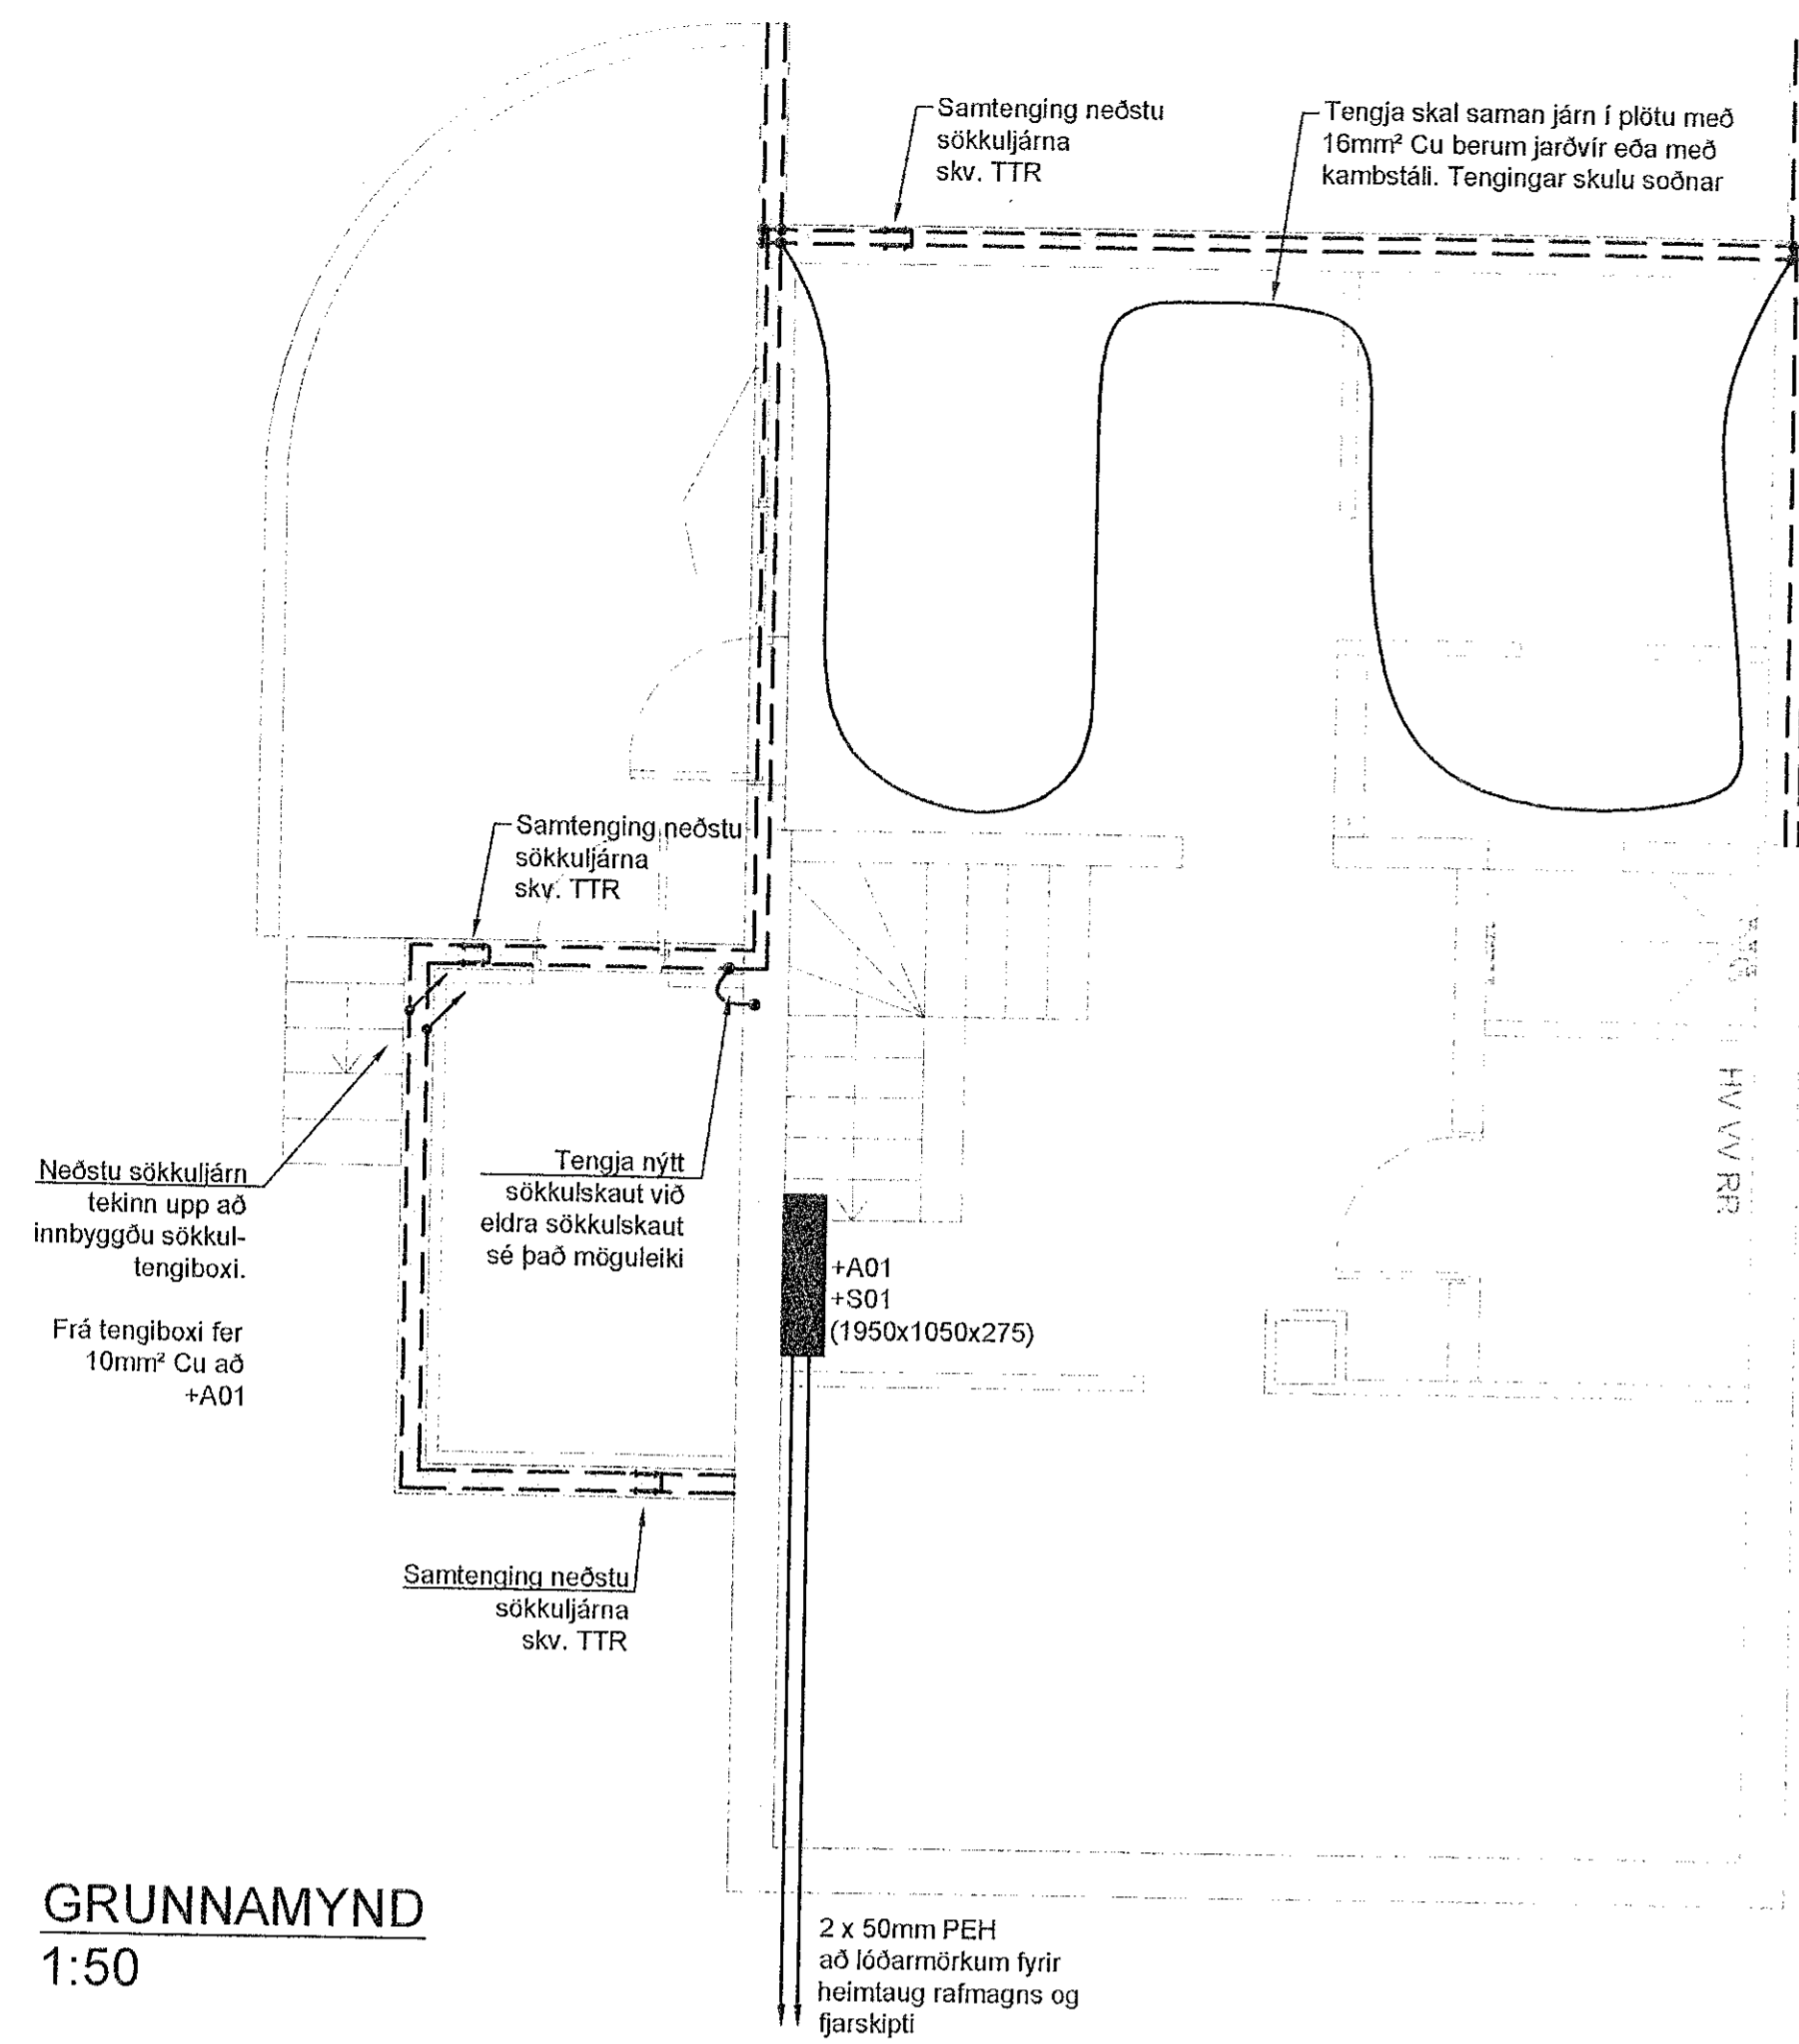 Samtenging neðstu
sökkuljárna
skv. TTR
Tengja skal saman járn í plötu með
16mm² Cu berum jarðvír eða með
kambstáli. Tengingar skulu soðnar
Samtenging neðstu
sökkuljárna
skv. TTR
Neðstu sökkuljárn
tekinn upp að
innbyggðu sökkul-
tengiboxi.
Frá tengiboxi fer
10mm² Cu að
+A01
Tengja nýtt
sökkulskaut við
eldra sökkulskaut
sé það möguleiki
HV VV RR
+A01
+S01
(1950x1050x275)
Samtenging neðstu
sökkuljárna
skv. TTR
GRUNNAMYND
1:50
2 x 50mm PEH
að lóðarmörkum fyrir
heimtaug rafmagns og
fjarskipti